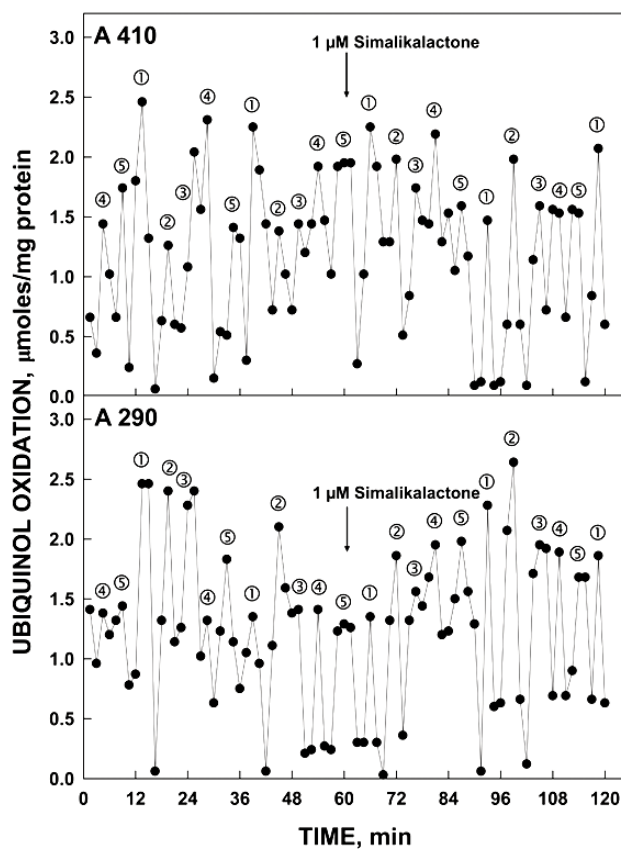 A 410
1 µM Simalikalactone
① ④ ① ① ④ ② ①
④ ⑤ ② ③ ⑤ ② ③ ④ ⑤ ② ③ ⑤ ① ③ ④ ⑤
3.0
2.5
2.0
1.5
1.0
0.5
0.0
A 290
1 µM Simalikalactone
① ② ③ ② ② ③ ④ ⑤ ① ② ③ ④ ⑤ ①
④ ⑤ ④ ⑤ ① ③ ④ ⑤ ①
3.0
2.5
2.0
1.5
1.0
0.5
0.0
0 12 24 36 48 60 72 84 96 108 120
TIME, min
UBIQUINOL OXIDATION, µmoles/mg protein